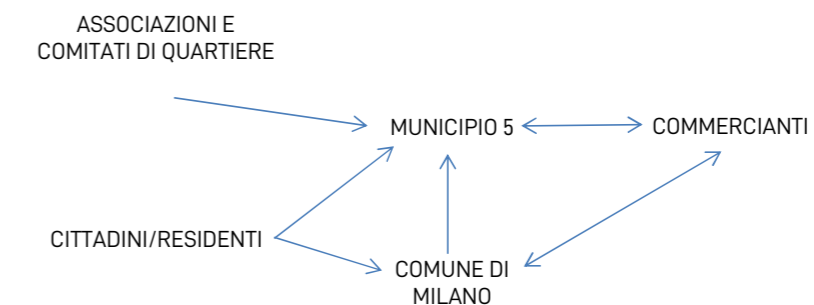 ASSOCIAZIONI E
COMITATI DI QUARTIERE
MUNICIPIO 5
COMMERCIANTI
CITTADINI/RESIDENTI
COMUNE DI
MILANO